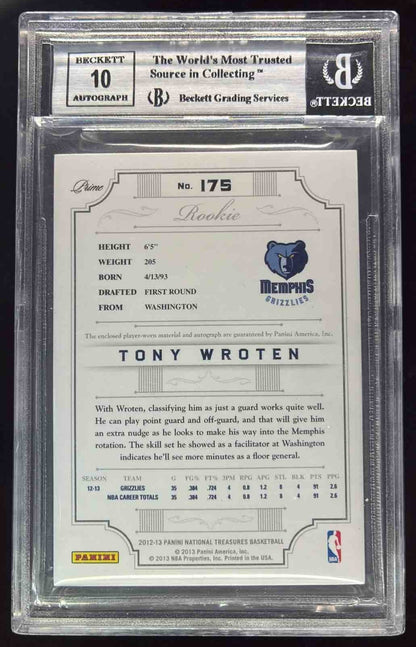 BECKETT
10
AUTOGRAPH
The World's Most Trusted
Source in Collecting™
B Beckett Grading Services
B
BECKETT
Prime
No. 175
Rookie
HEIGHT 6'5"
WEIGHT 205
BORN 4/13/93
DRAFTED FIRST ROUND
FROM WASHINGTON
MEMPHIS
GRIZZLIES
The enclosed player-worn material and autograph are guaranteed by Panini America, Inc.
TONY WROTEN
With Wroten, classifying him as just a guard works quite well.
He can play point guard and off-guard, and that will give him
an extra nudge as he looks to make his way into the Memphis
rotation. The skill set he showed as a facilitator at Washington
indicates he'll see more minutes as a floor general.
SEASON TEAM G FG% FT% 3PM RPG APG STL BLK PTS PPG
12-13 GRIZZLIES 35 .384 .724 4 0.8 1.2 8 4 91 2.6
NBA CAREER TOTALS 35 .384 .724 4 0.8 1.2 8 4 91 2.6
PANINI
2012-13 PANINI NATIONAL TREASURES BASKETBALL
© 2013 Panini America, Inc.
© 2013 NBA Properties, Inc. Printed in the USA.
NBA